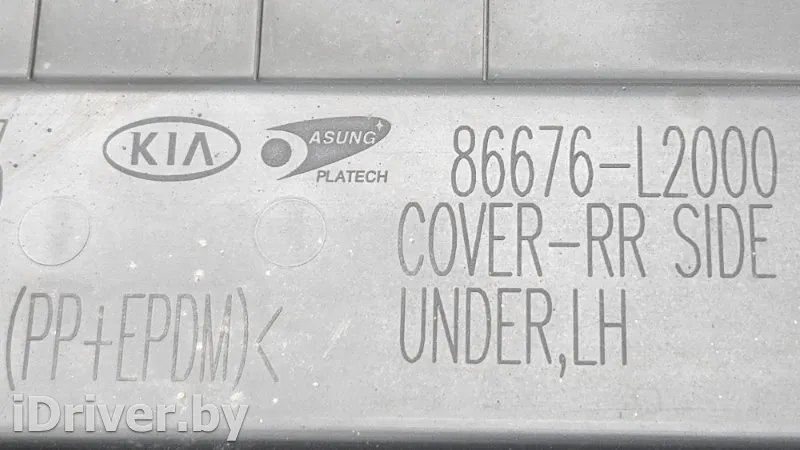 KIA ASUNG PLATECH
86676-L2000
COVER-RR SIDE
UNDER,LH
(PP+EPDM)<
iDriver.by